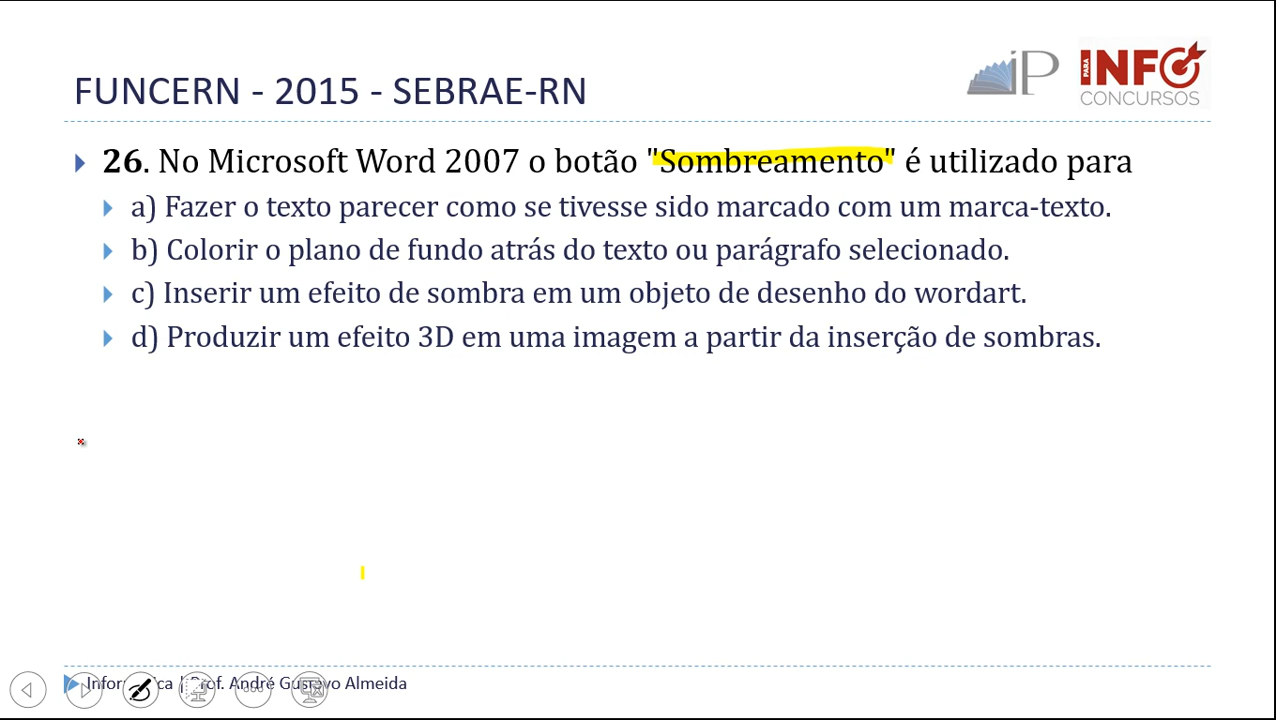 FUNCERN - 2015 - SEBRAE-RN
iP
PARA
INFO
CONCURSOS
26. No Microsoft Word 2007 o botão "Sombreamento" é utilizado para
a) Fazer o texto parecer como se tivesse sido marcado com um marca-texto.
b) Colorir o plano de fundo atrás do texto ou parágrafo selecionado.
c) Inserir um efeito de sombra em um objeto de desenho do wordart.
d) Produzir um efeito 3D em uma imagem a partir da inserção de sombras.
| Prof. André Gustavo Almeida